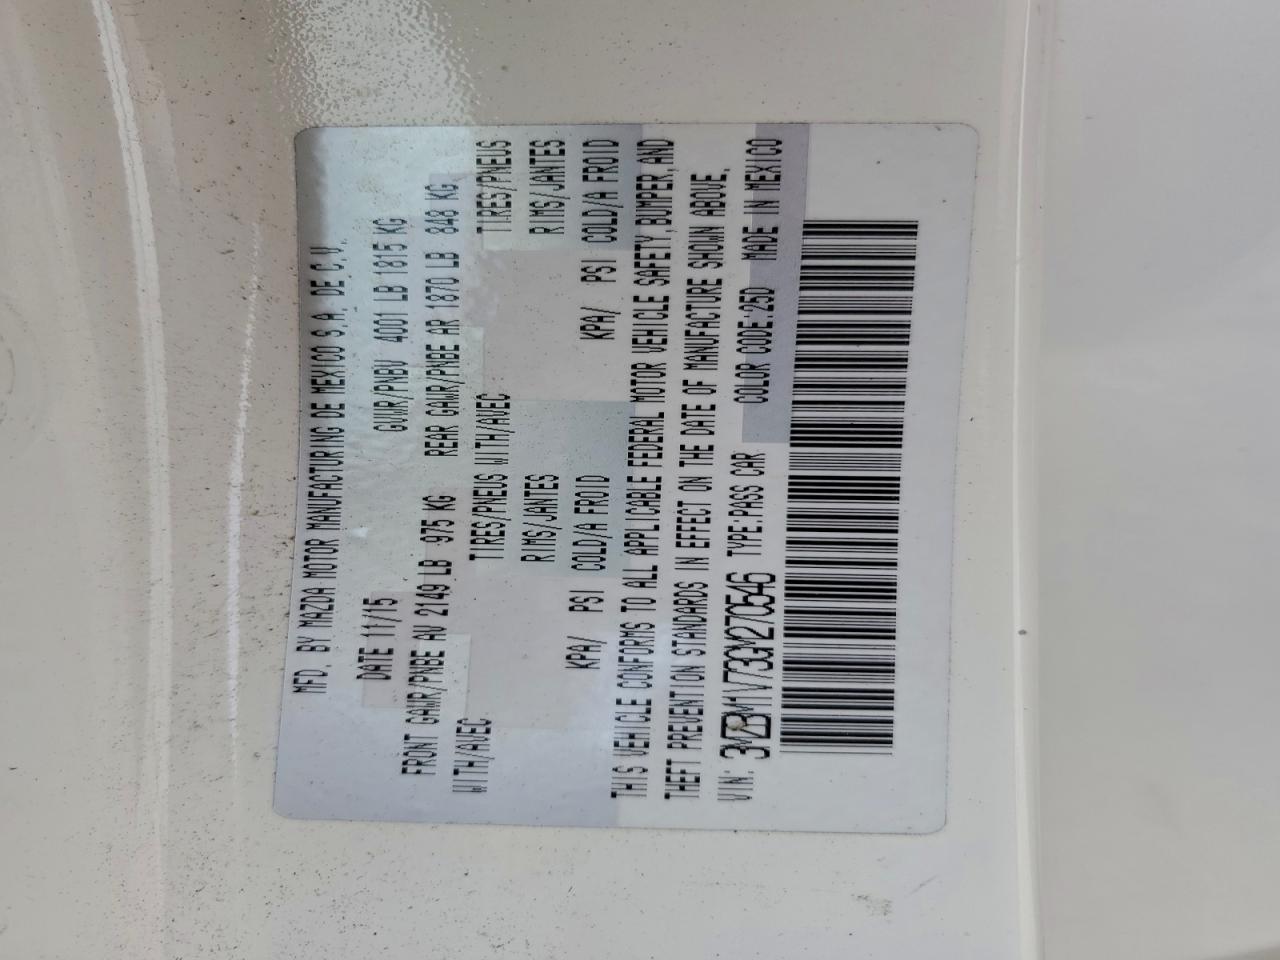 MFD. BY MAZDA MOTOR MANUFACTURING DE MEXICO S.A. DE C.V.
DATE 11/15 GVWR/PNBV 4001 LB 1815 KG
FRONT GAWR/PNBE AV 2149 LB 975 KG REAR GAWR/PNBE AR 1870 LB 848 KG
WITH/AVEC TIRES/PNEUS WITH/AVEC TIRES/PNEUS
RIMS/JANTES RIMS/JANTES
KPA/ PSI COLD/A FROID KPA/ PSI COLD/A FROID
THIS VEHICLE CONFORMS TO ALL APPLICABLE FEDERAL MOTOR VEHICLE SAFETY, BUMPER, AND
THEFT PREVENTION STANDARDS IN EFFECT ON THE DATE OF MANUFACTURE SHOWN ABOVE.
VIN: 3MZBM1V73GM270546 TYPE:PASS CAR COLOR CODE:25D MADE IN MEXICO